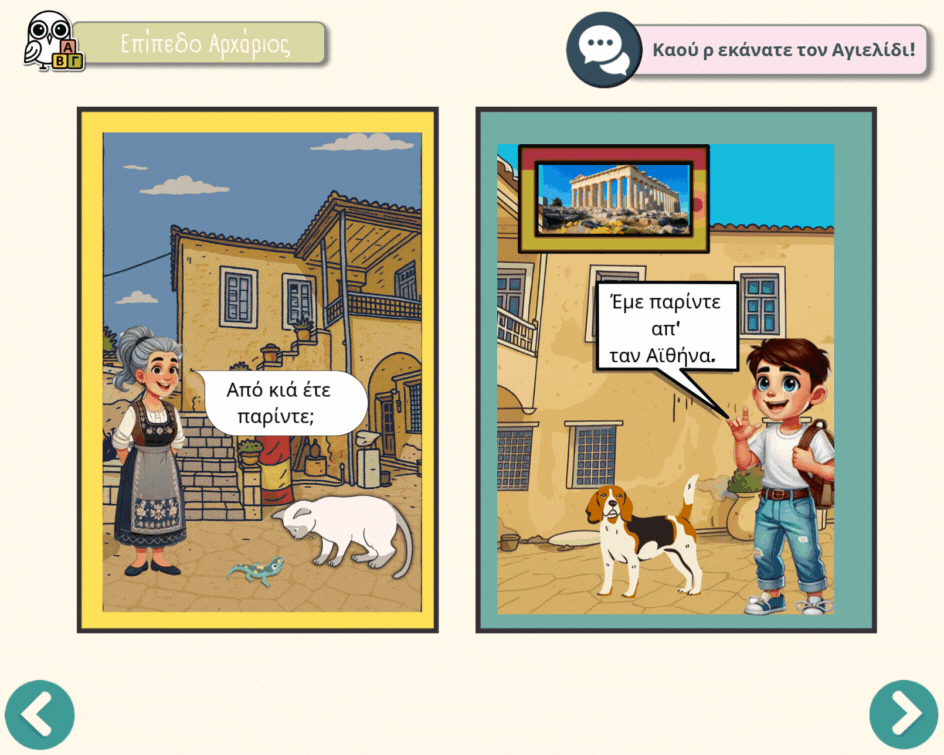 Επίπεδο Αρχάριος
Καού ρ εκάνατε τον Αγιελίδι!
Από κιά έτε
παρίντε;
Έμε παρίντε
απ'
ταν Αϊθήνα.
Α
Β Γ